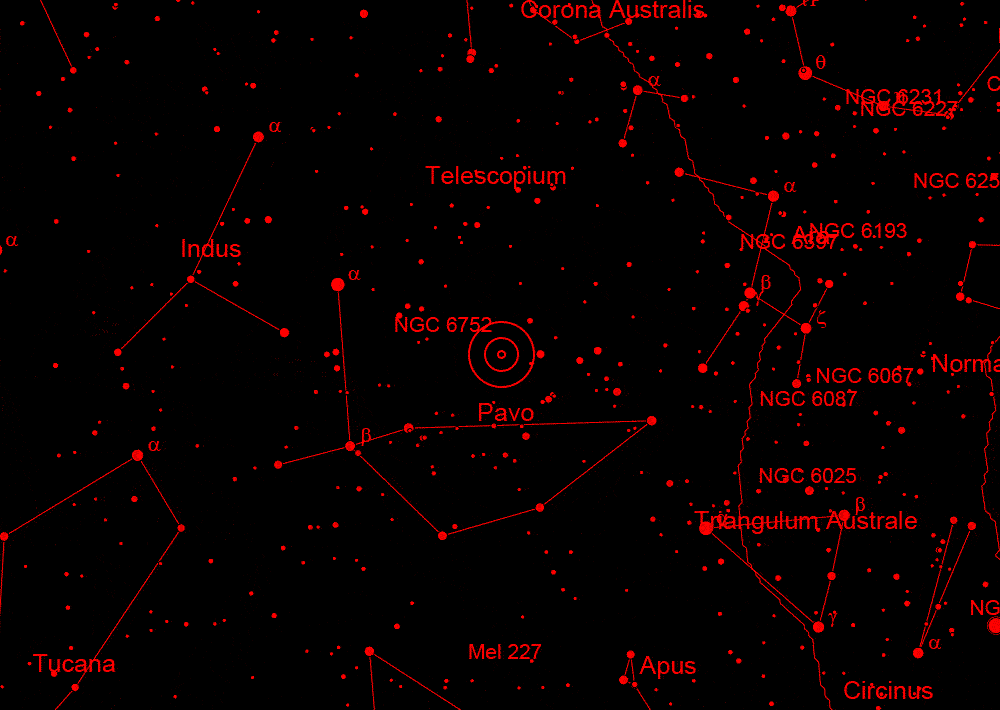 Corona Australis
θ
α
NGC 6231
NGC 6227
α
Telescopium
NGC 625
α
α
Indus
NGC 6193
NGC 6397
α
β
ζ
NGC 6752
Norma
NGC 6067
NGC 6087
Pavo
β
α
NGC 6025
β
Triangulum Australe
γ
α
Mel 227
Apus
Tucana
Circinus